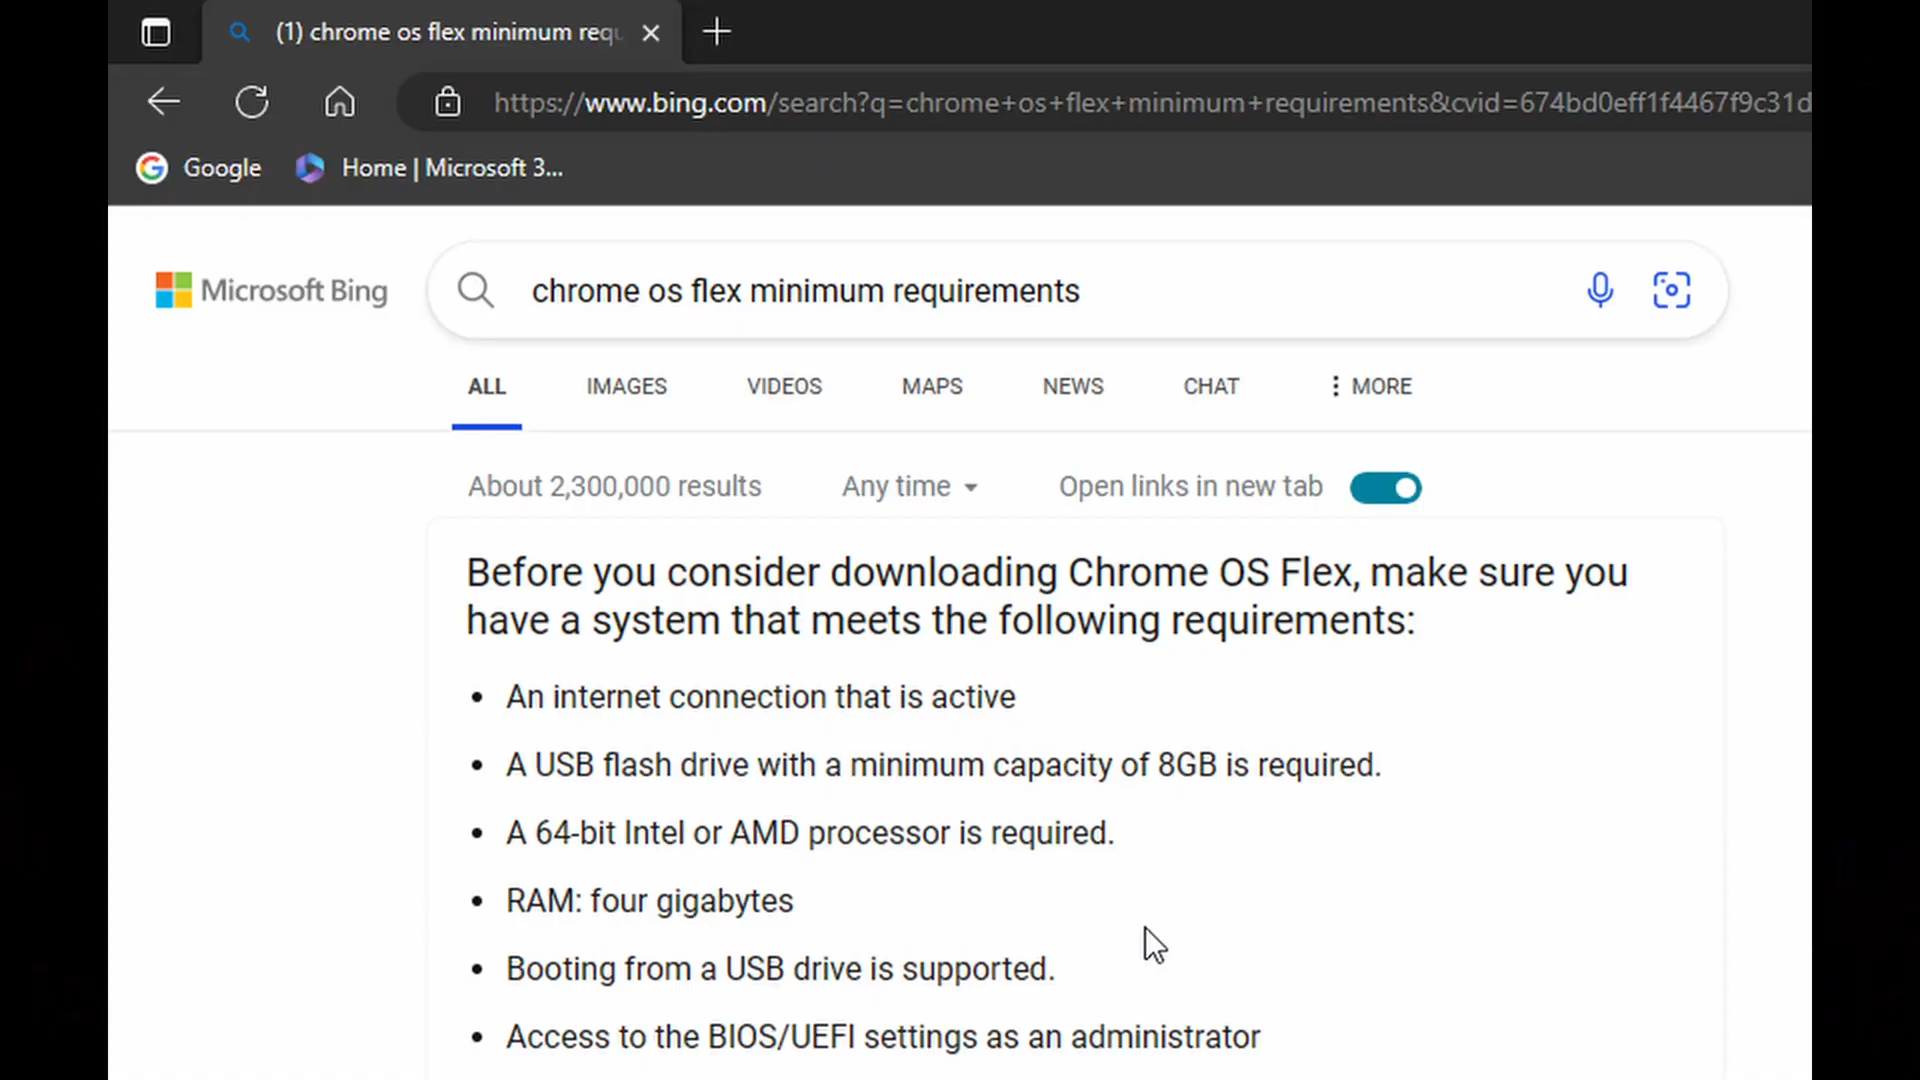 (1) chrome os flex minimum requ
https://www.bing.com/search?q=chrome+os+flex+minimum+requirements&cvid=674bd0eff1f4467f9c31d
Google Home | Microsoft 3...
Microsoft Bing chrome os flex minimum requirements
ALL IMAGES VIDEOS MAPS NEWS CHAT MORE
About 2,300,000 results Any time Open links in new tab
Before you consider downloading Chrome OS Flex, make sure you
have a system that meets the following requirements:
• An internet connection that is active
• A USB flash drive with a minimum capacity of 8GB is required.
• A 64-bit Intel or AMD processor is required.
• RAM: four gigabytes
• Booting from a USB drive is supported.
• Access to the BIOS/UEFI settings as an administrator